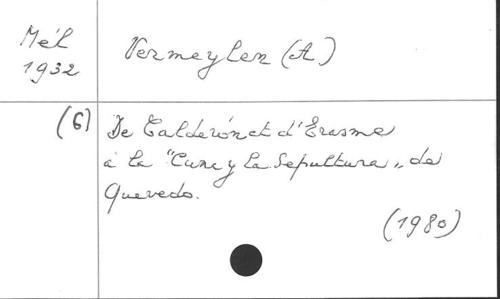 Mél
1932
Vermeylen (A)
(6)
De Calderón et d'Erasme
à la "Cuna y la Sepultura„ de
Quevedo.
(1980)